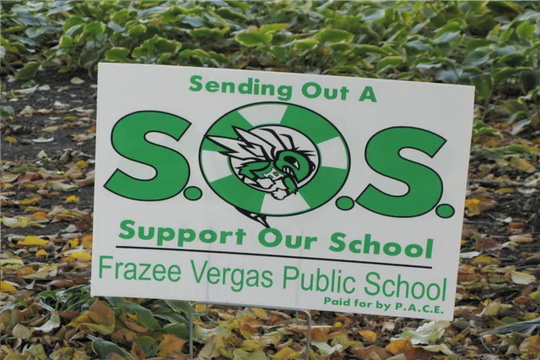 Sending Out A
S.O.S.
Support Our School
Frazee Vergas Public School
Paid for by P.A.C.E.